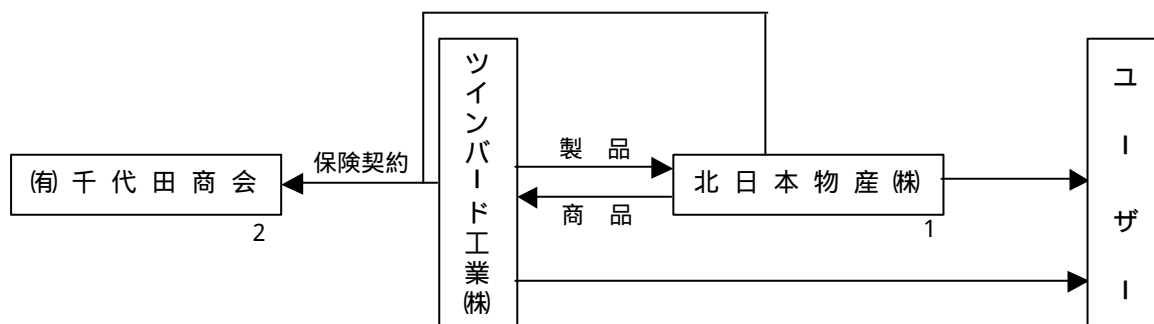 ㈲千代田商会
2
保険契約
ツインバード工業㈱
製品
商品
北日本物産㈱
1
ユーザー